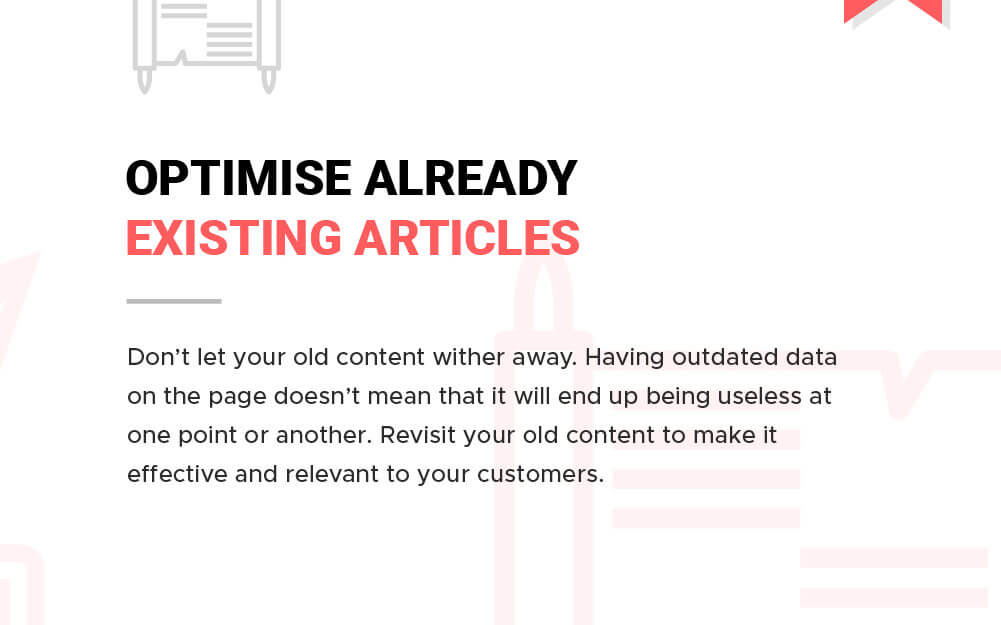 OPTIMISE ALREADY
EXISTING ARTICLES
Don’t let your old content wither away. Having outdated data
on the page doesn’t mean that it will end up being useless at
one point or another. Revisit your old content to make it
effective and relevant to your customers.